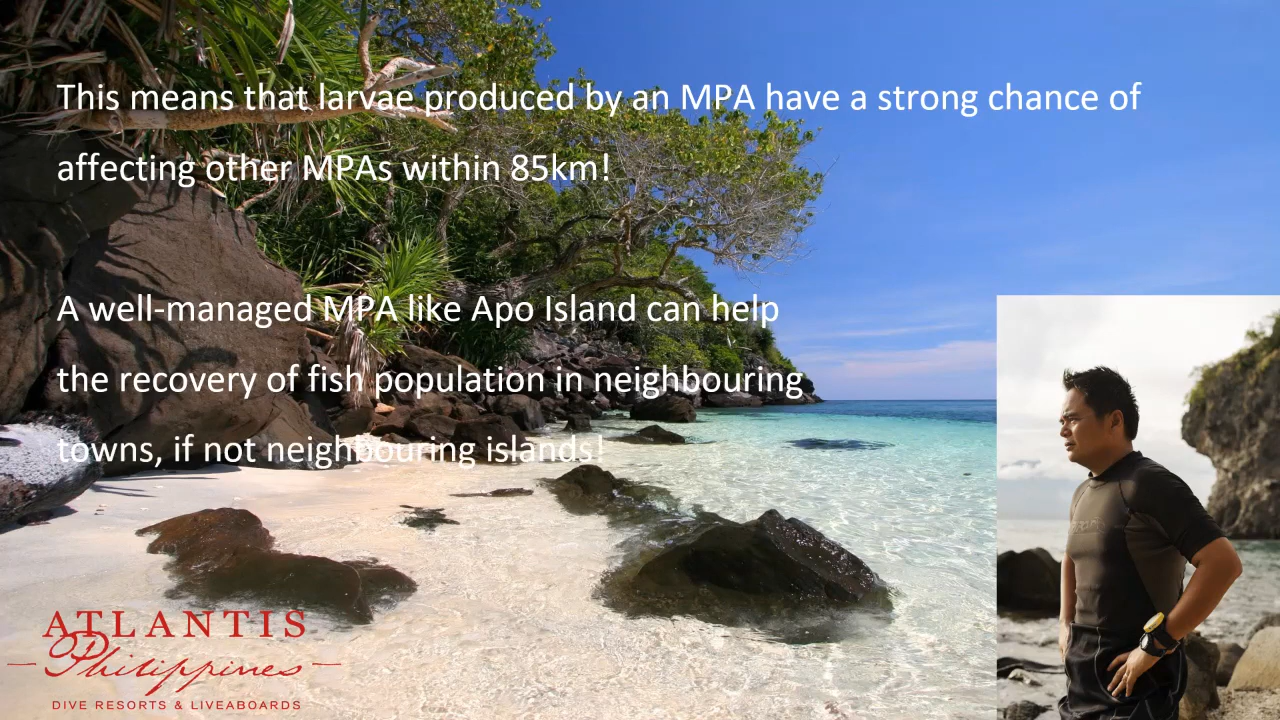 This means that larvae produced by an MPA have a strong chance of
affecting other MPAs within 85km!
A well-managed MPA like Apo Island can help
the recovery of fish population in neighbouring
towns, if not neighbouring islands!
ATLANTIS
Philippines
DIVE RESORTS & LIVEABOARDS